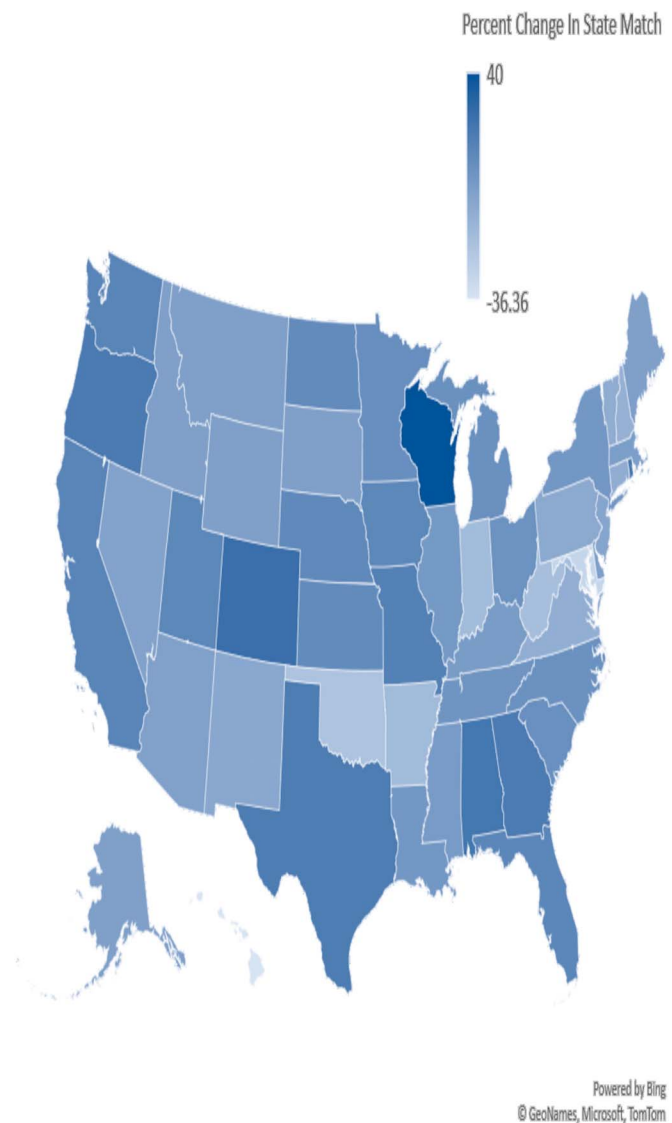 Percent Change In State Match
40
-36.36
Powered by Bing
© GeoNames, Microsoft, TomTom